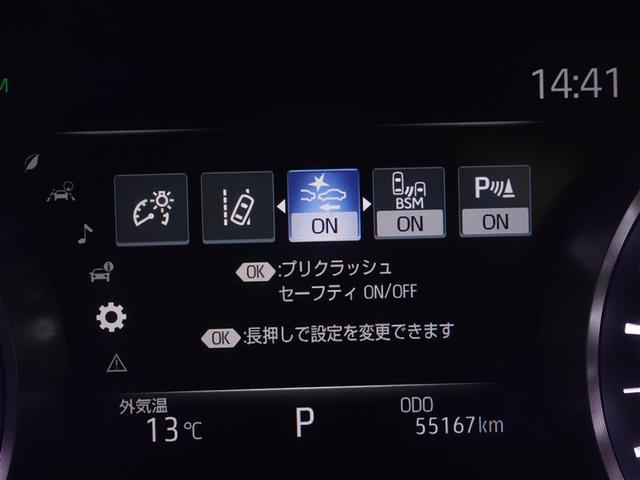 14:41
ON
BSM
ON
P
ON
OK :プリクラッシュ
セーフティ ON/OFF
OK :長押しで設定を変更できます
外気温
13℃
P
ODO
55167km